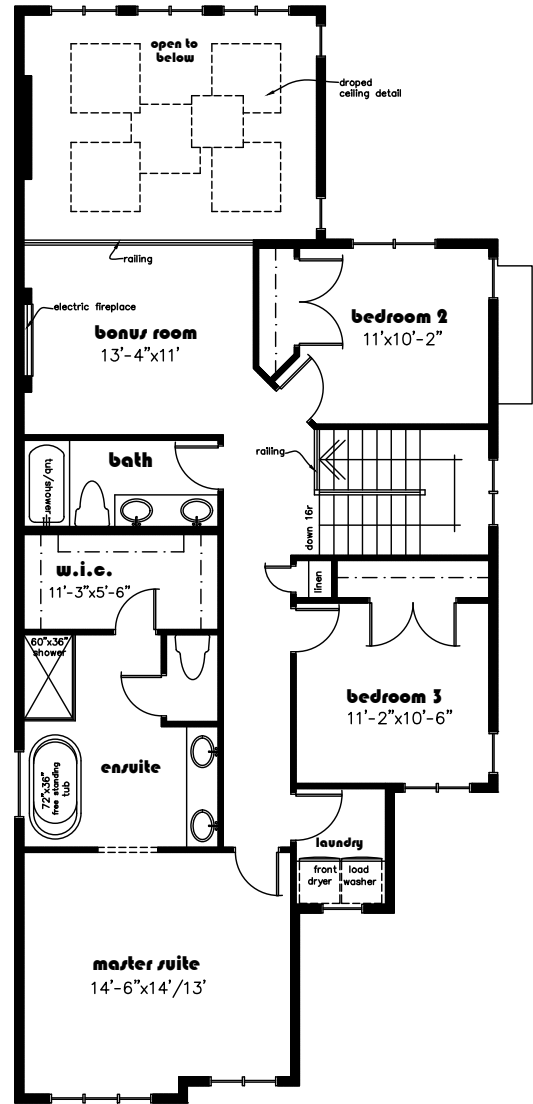 open to
below
droped
ceiling detail
railing
electric fireplace
bonus room
13'-4"x11'
bedroom 2
11'x10'-2"
bath
tub/shower
railing
down 16r
w.i.c.
11'-3"x5'-6"
linen
60"x36"
shower
bedroom 3
11'-2"x10'-6"
ensuite
72"x36"
free standing
tub
laundry
front
dryer
load
washer
master suite
14'-6"x14'/13'